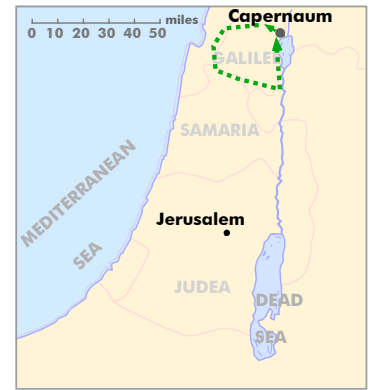 Capernaum
miles
0 10 20 30 40 50
GALILEE
SAMARIA
MEDITERRANEAN
SEA
Jerusalem
JUDEA
DEAD
SEA